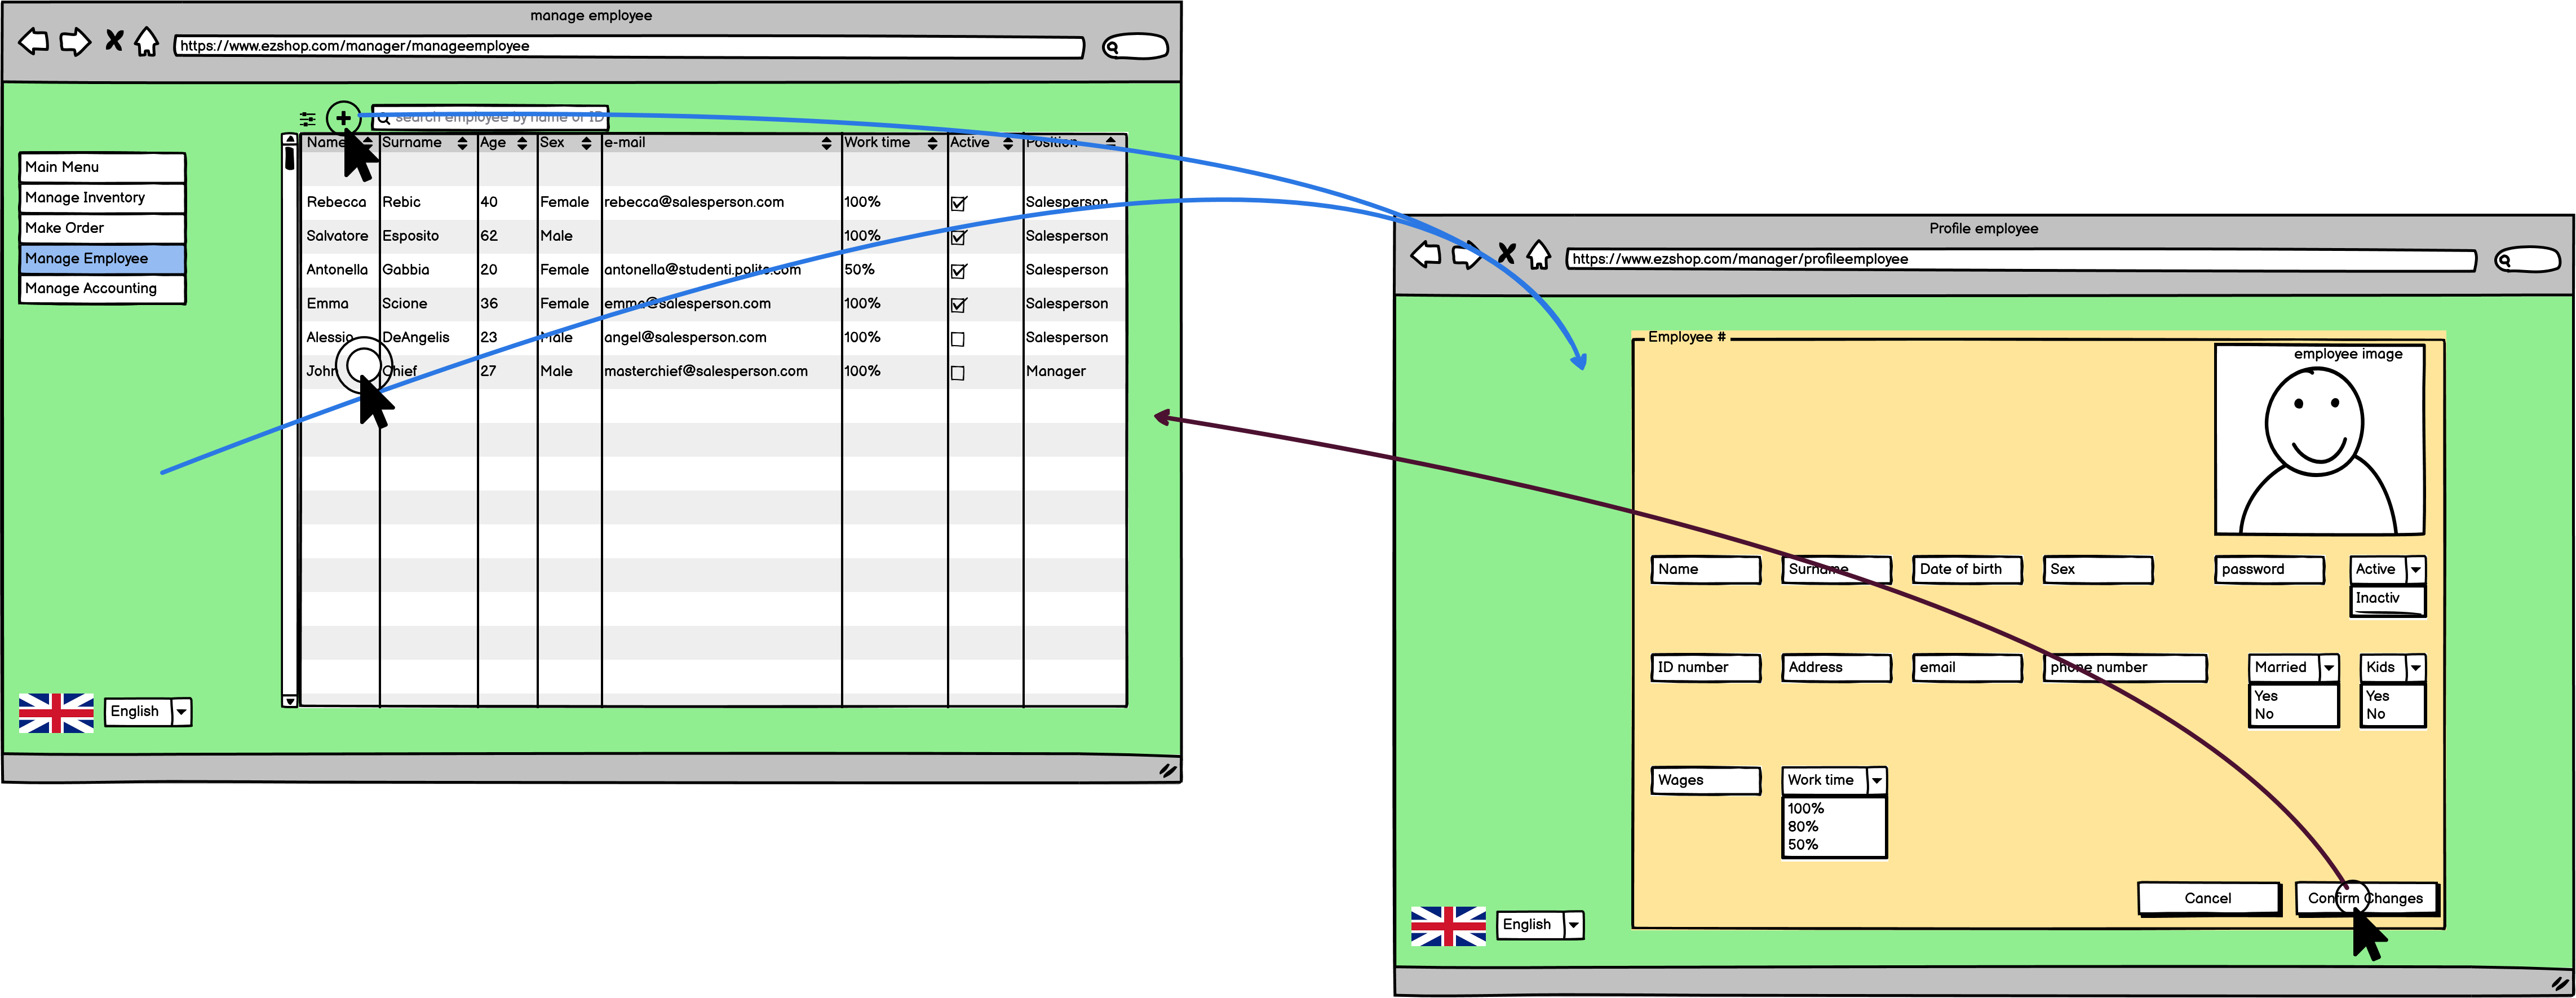 manage employee
https://www.ezshop.com/manager/manageemployee
search employee by name or ID
Main Menu
Manage Inventory
Make Order
Manage Employee
Manage Accounting
Name Surname Age Sex e-mail Work time Active Position
Rebecca Rebic 40 Female rebecca@salesperson.com 100% Salesperson
Salvatore Esposito 62 Male 100% Salesperson
Antonella Gabbia 20 Female antonella@studenti.polito.com 50% Salesperson
Emma Scione 36 Female emma@salesperson.com 100% Salesperson
Alessio DeAngelis 23 Male angel@salesperson.com 100% Salesperson
John Chief 27 Male masterchief@salesperson.com 100% Manager
English
Profile employee
https://www.ezshop.com/manager/profileemployee
Employee #
employee image
Name Surname Date of birth Sex password Active
Inactiv
ID number Address email phone number Married Kids
Yes Yes
No No
Wages Work time
100%
80%
50%
Cancel Confirm Changes
English